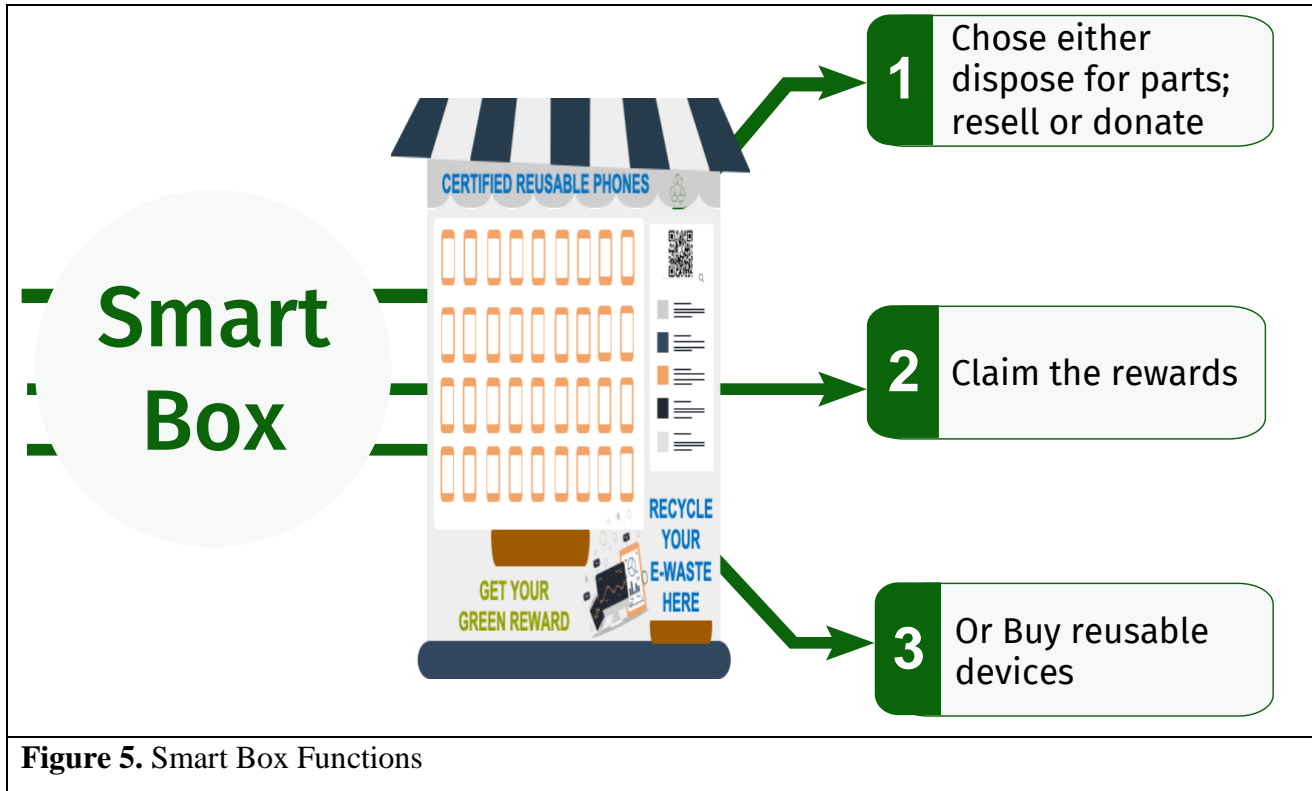 Smart
Box
CERTIFIED REUSABLE PHONES
RECYCLE
YOUR
E-WASTE
HERE
GET YOUR
GREEN REWARD
1
Chose either
dispose for parts;
resell or donate
2
Claim the rewards
3
Or Buy reusable
devices
Figure 5. Smart Box Functions